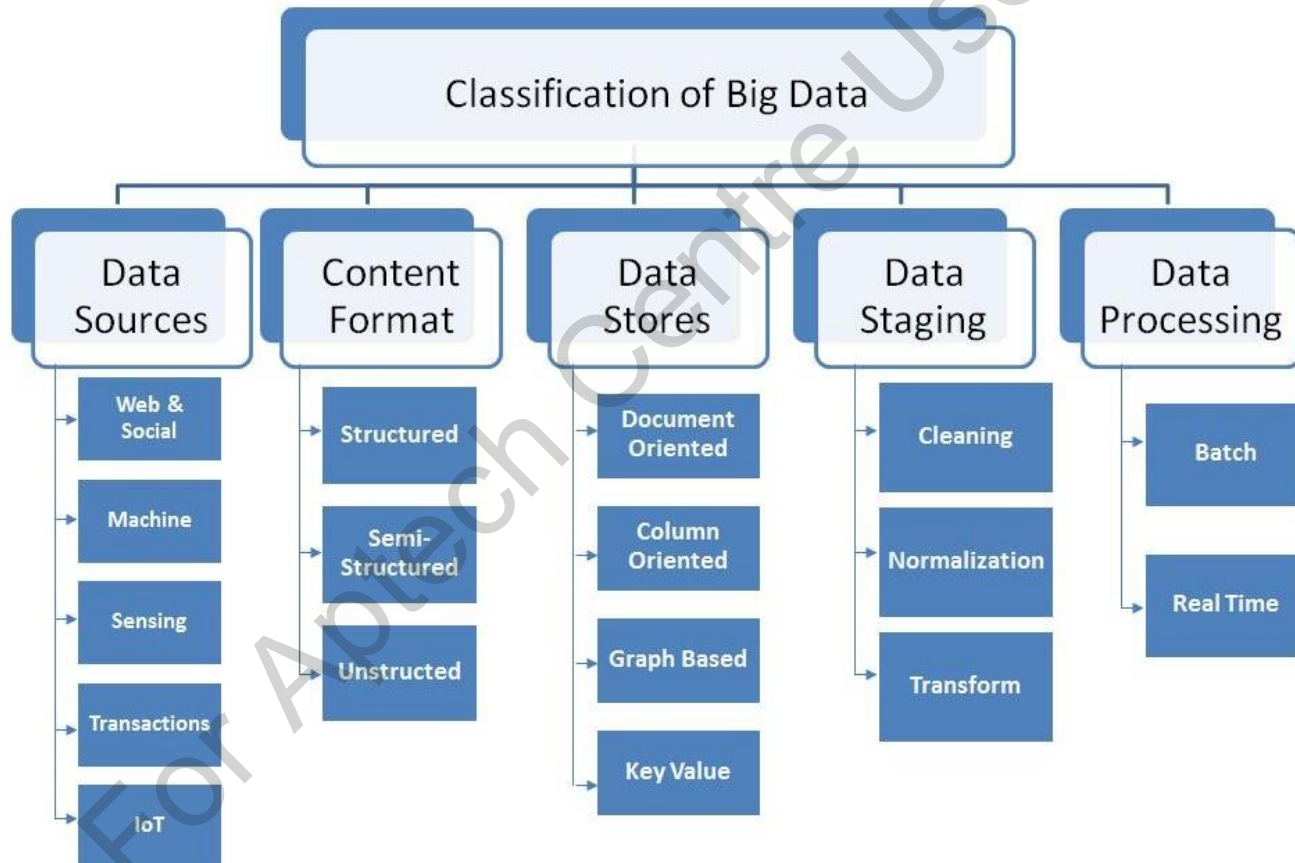 Classification of Big Data
Data
Sources
Web &
Social
Machine
Sensing
Transactions
IoT
Content
Format
Structured
Semi-
Structured
Unstructed
Data
Stores
Document
Oriented
Column
Oriented
Graph Based
Key Value
Data
Staging
Cleaning
Normalization
Transform
Data
Processing
Batch
Real Time
For Aptech Centre Use